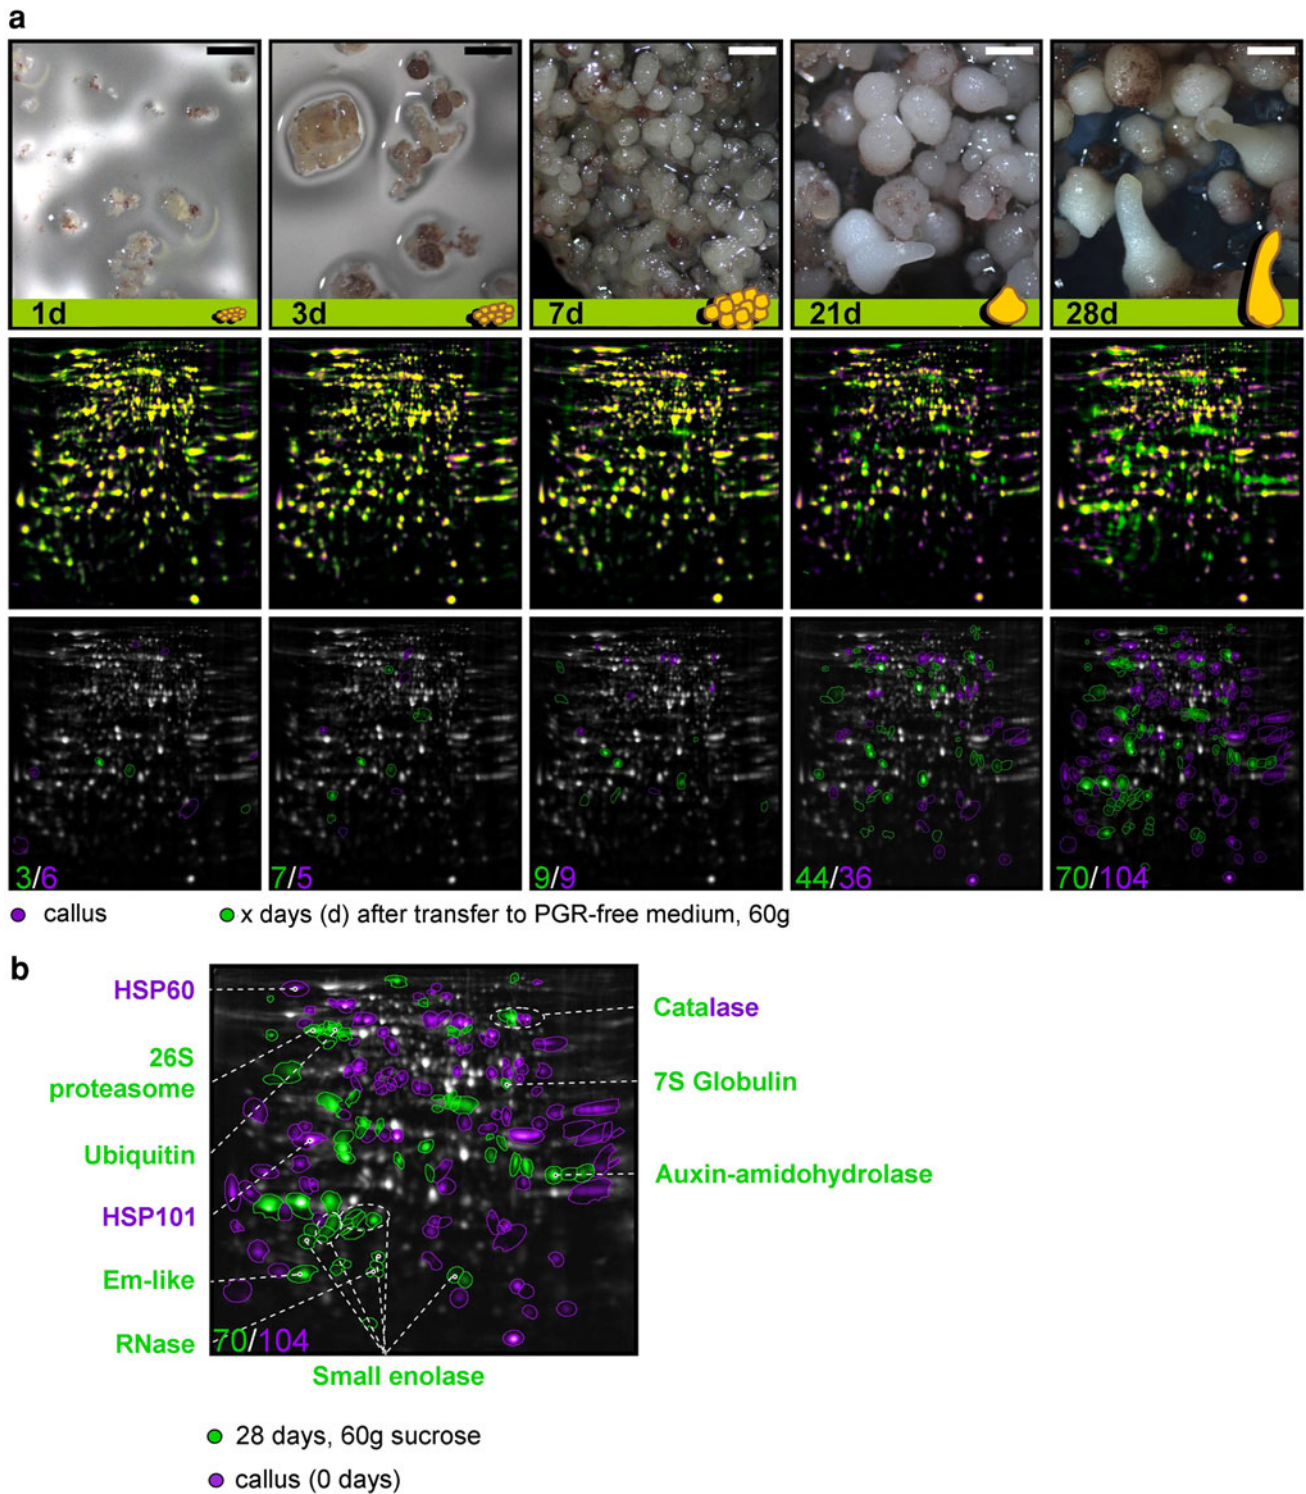 a
1d
3d
7d
21d
28d
3/6
7/5
9/9
44/36
70/104
callus
x days (d) after transfer to PGR-free medium, 60g
b
HSP60
Catalase
26S
proteasome
7S Globulin
Ubiquitin
Auxin-amidohydrolase
HSP101
Em-like
RNase
70/104
Small enolase
28 days, 60g sucrose
callus (0 days)